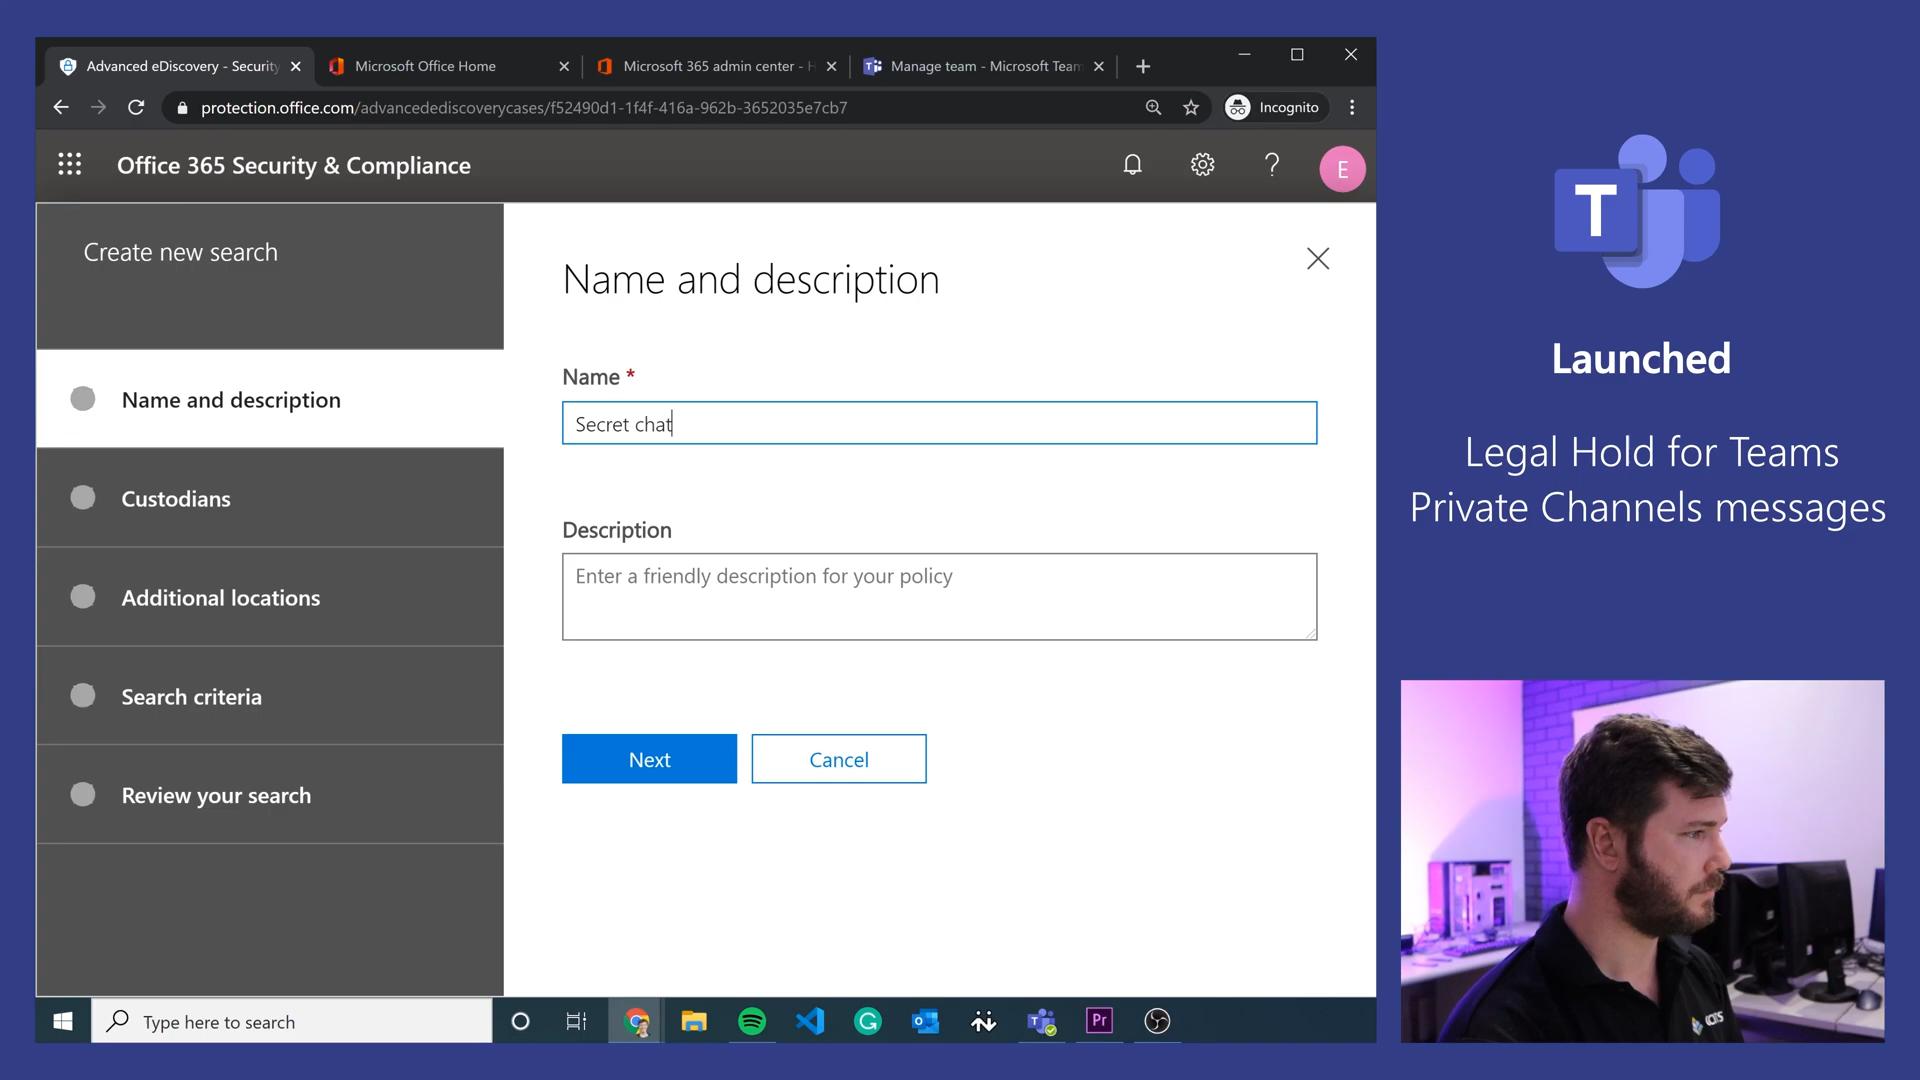 Advanced eDiscovery - Security
Microsoft Office Home
Microsoft 365 admin center - H
Manage team - Microsoft Team
protection.office.com/advancedediscoverycases/f52490d1-1f4f-416a-962b-3652035e7cb7
Incognito
Office 365 Security & Compliance
E
Create new search
Name and description
Custodians
Additional locations
Search criteria
Review your search
Name and description
Name *
Secret chat
Description
Enter a friendly description for your policy
Next
Cancel
Type here to search
Pr
T
Launched
Legal Hold for Teams
Private Channels messages